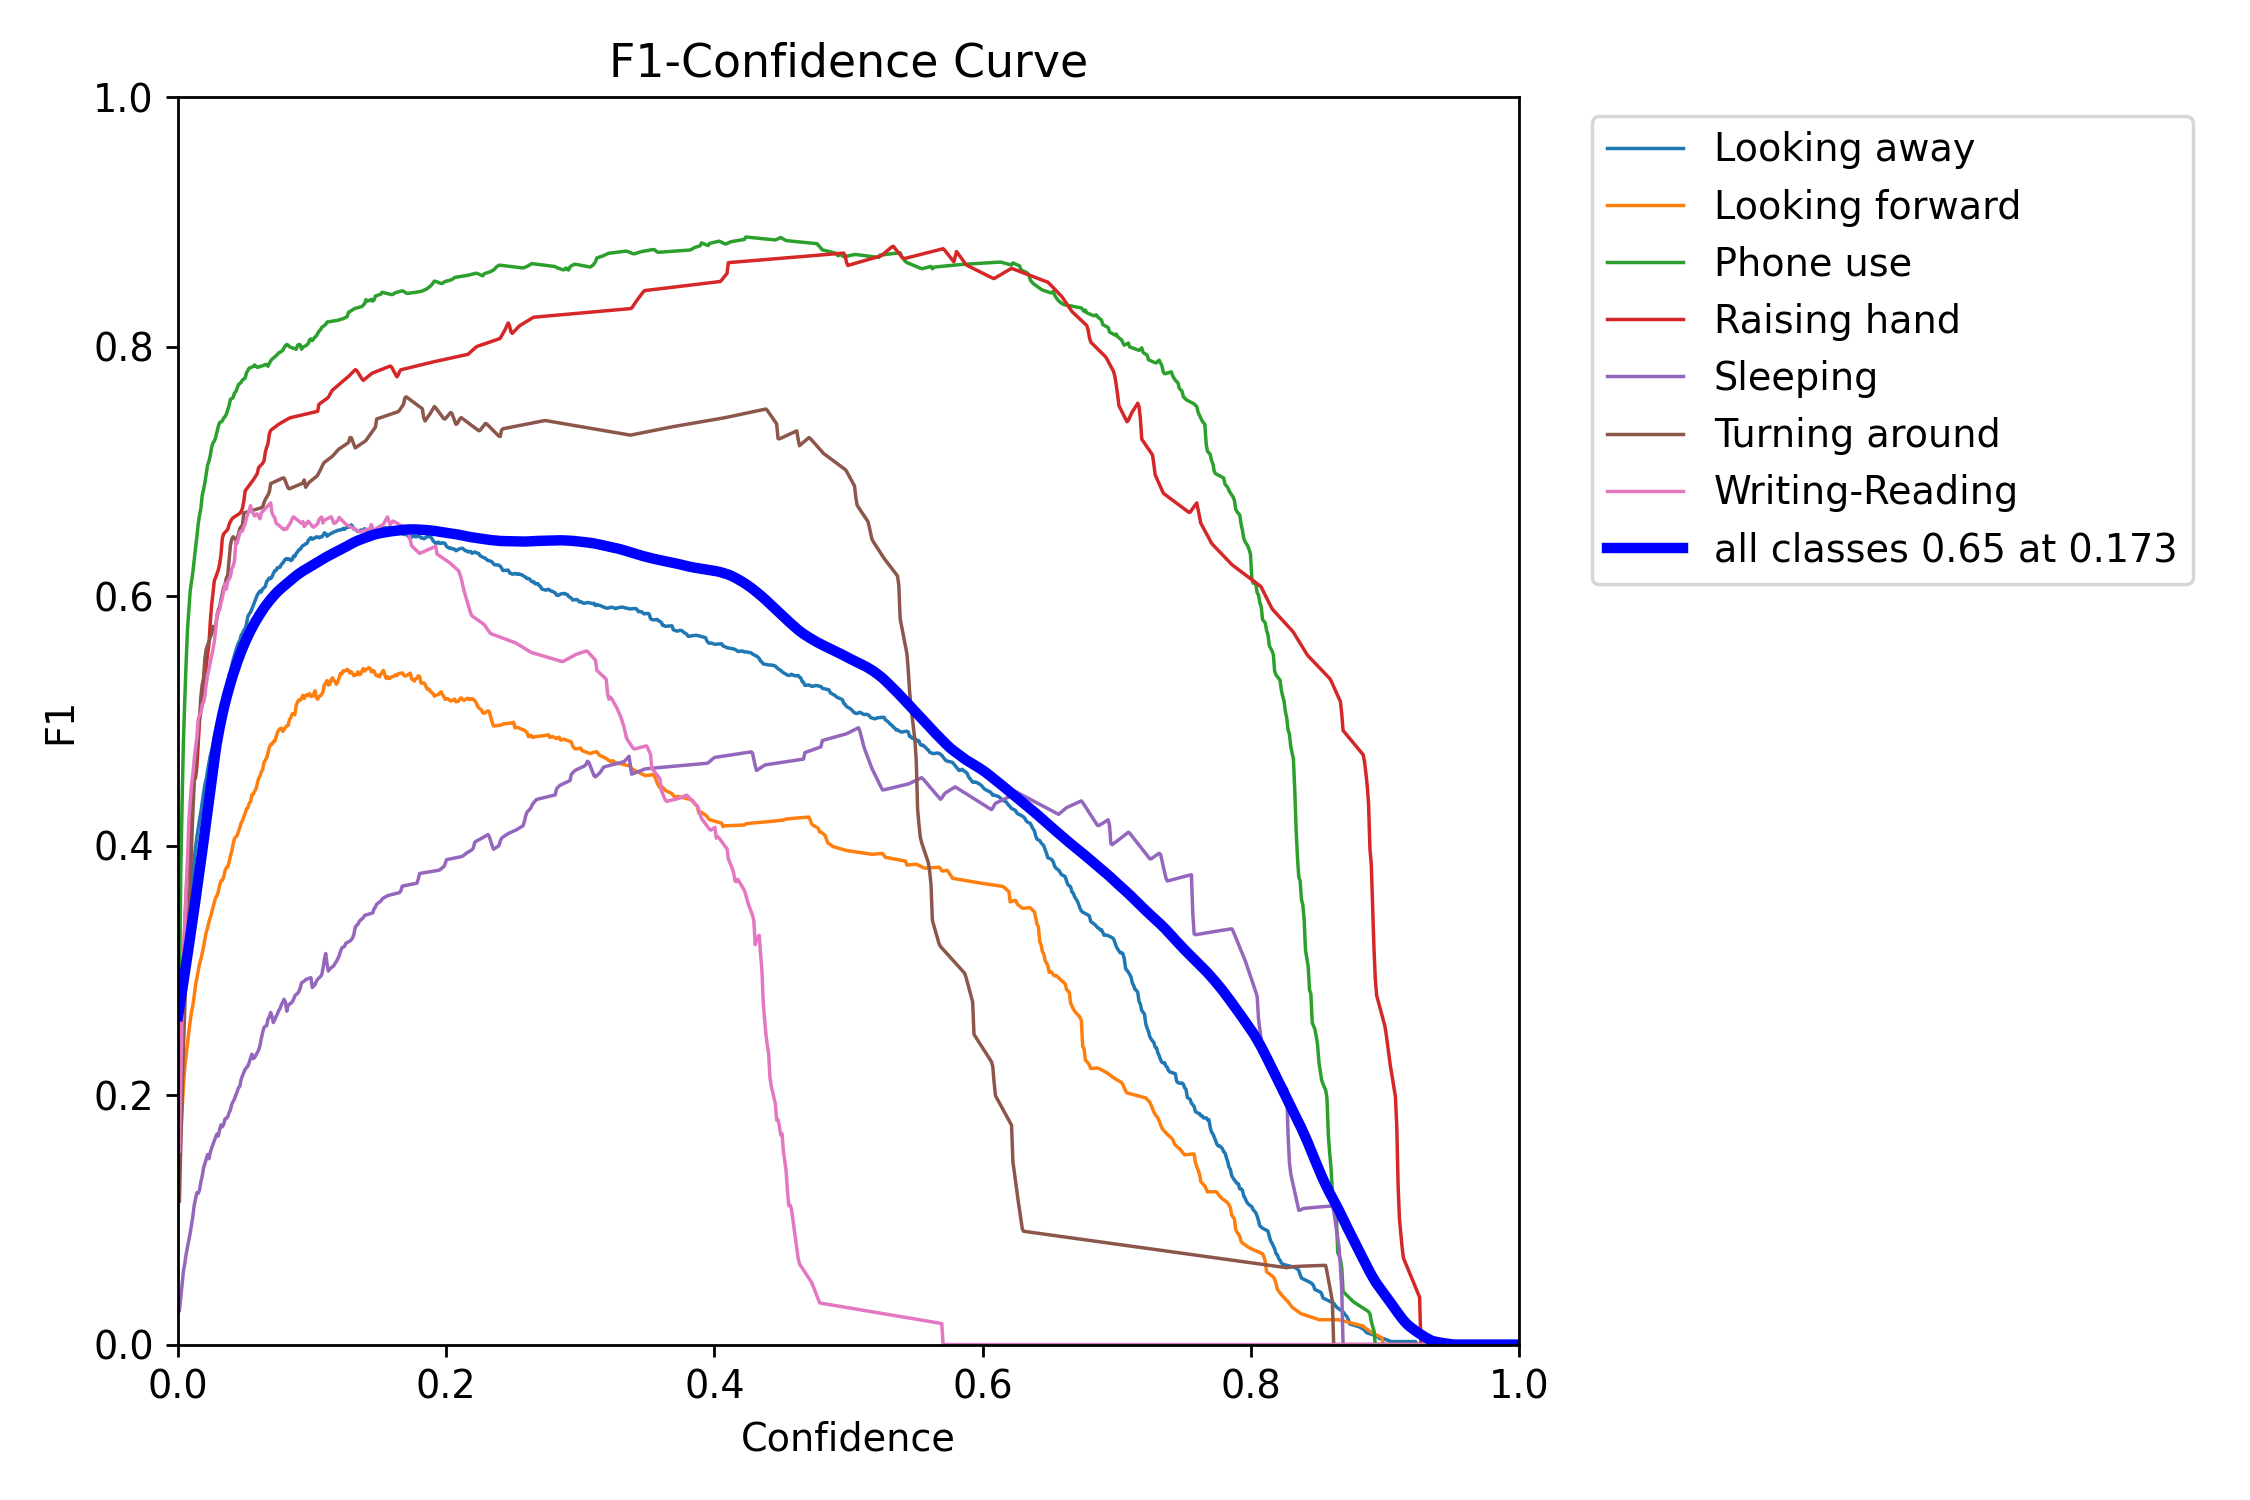 F1-Confidence Curve
1.0
0.8
0.6
0.4
0.2
0.0
F1
0.0 0.2 0.4 0.6 0.8 1.0
Confidence
Looking away
Looking forward
Phone use
Raising hand
Sleeping
Turning around
Writing-Reading
all classes 0.65 at 0.173